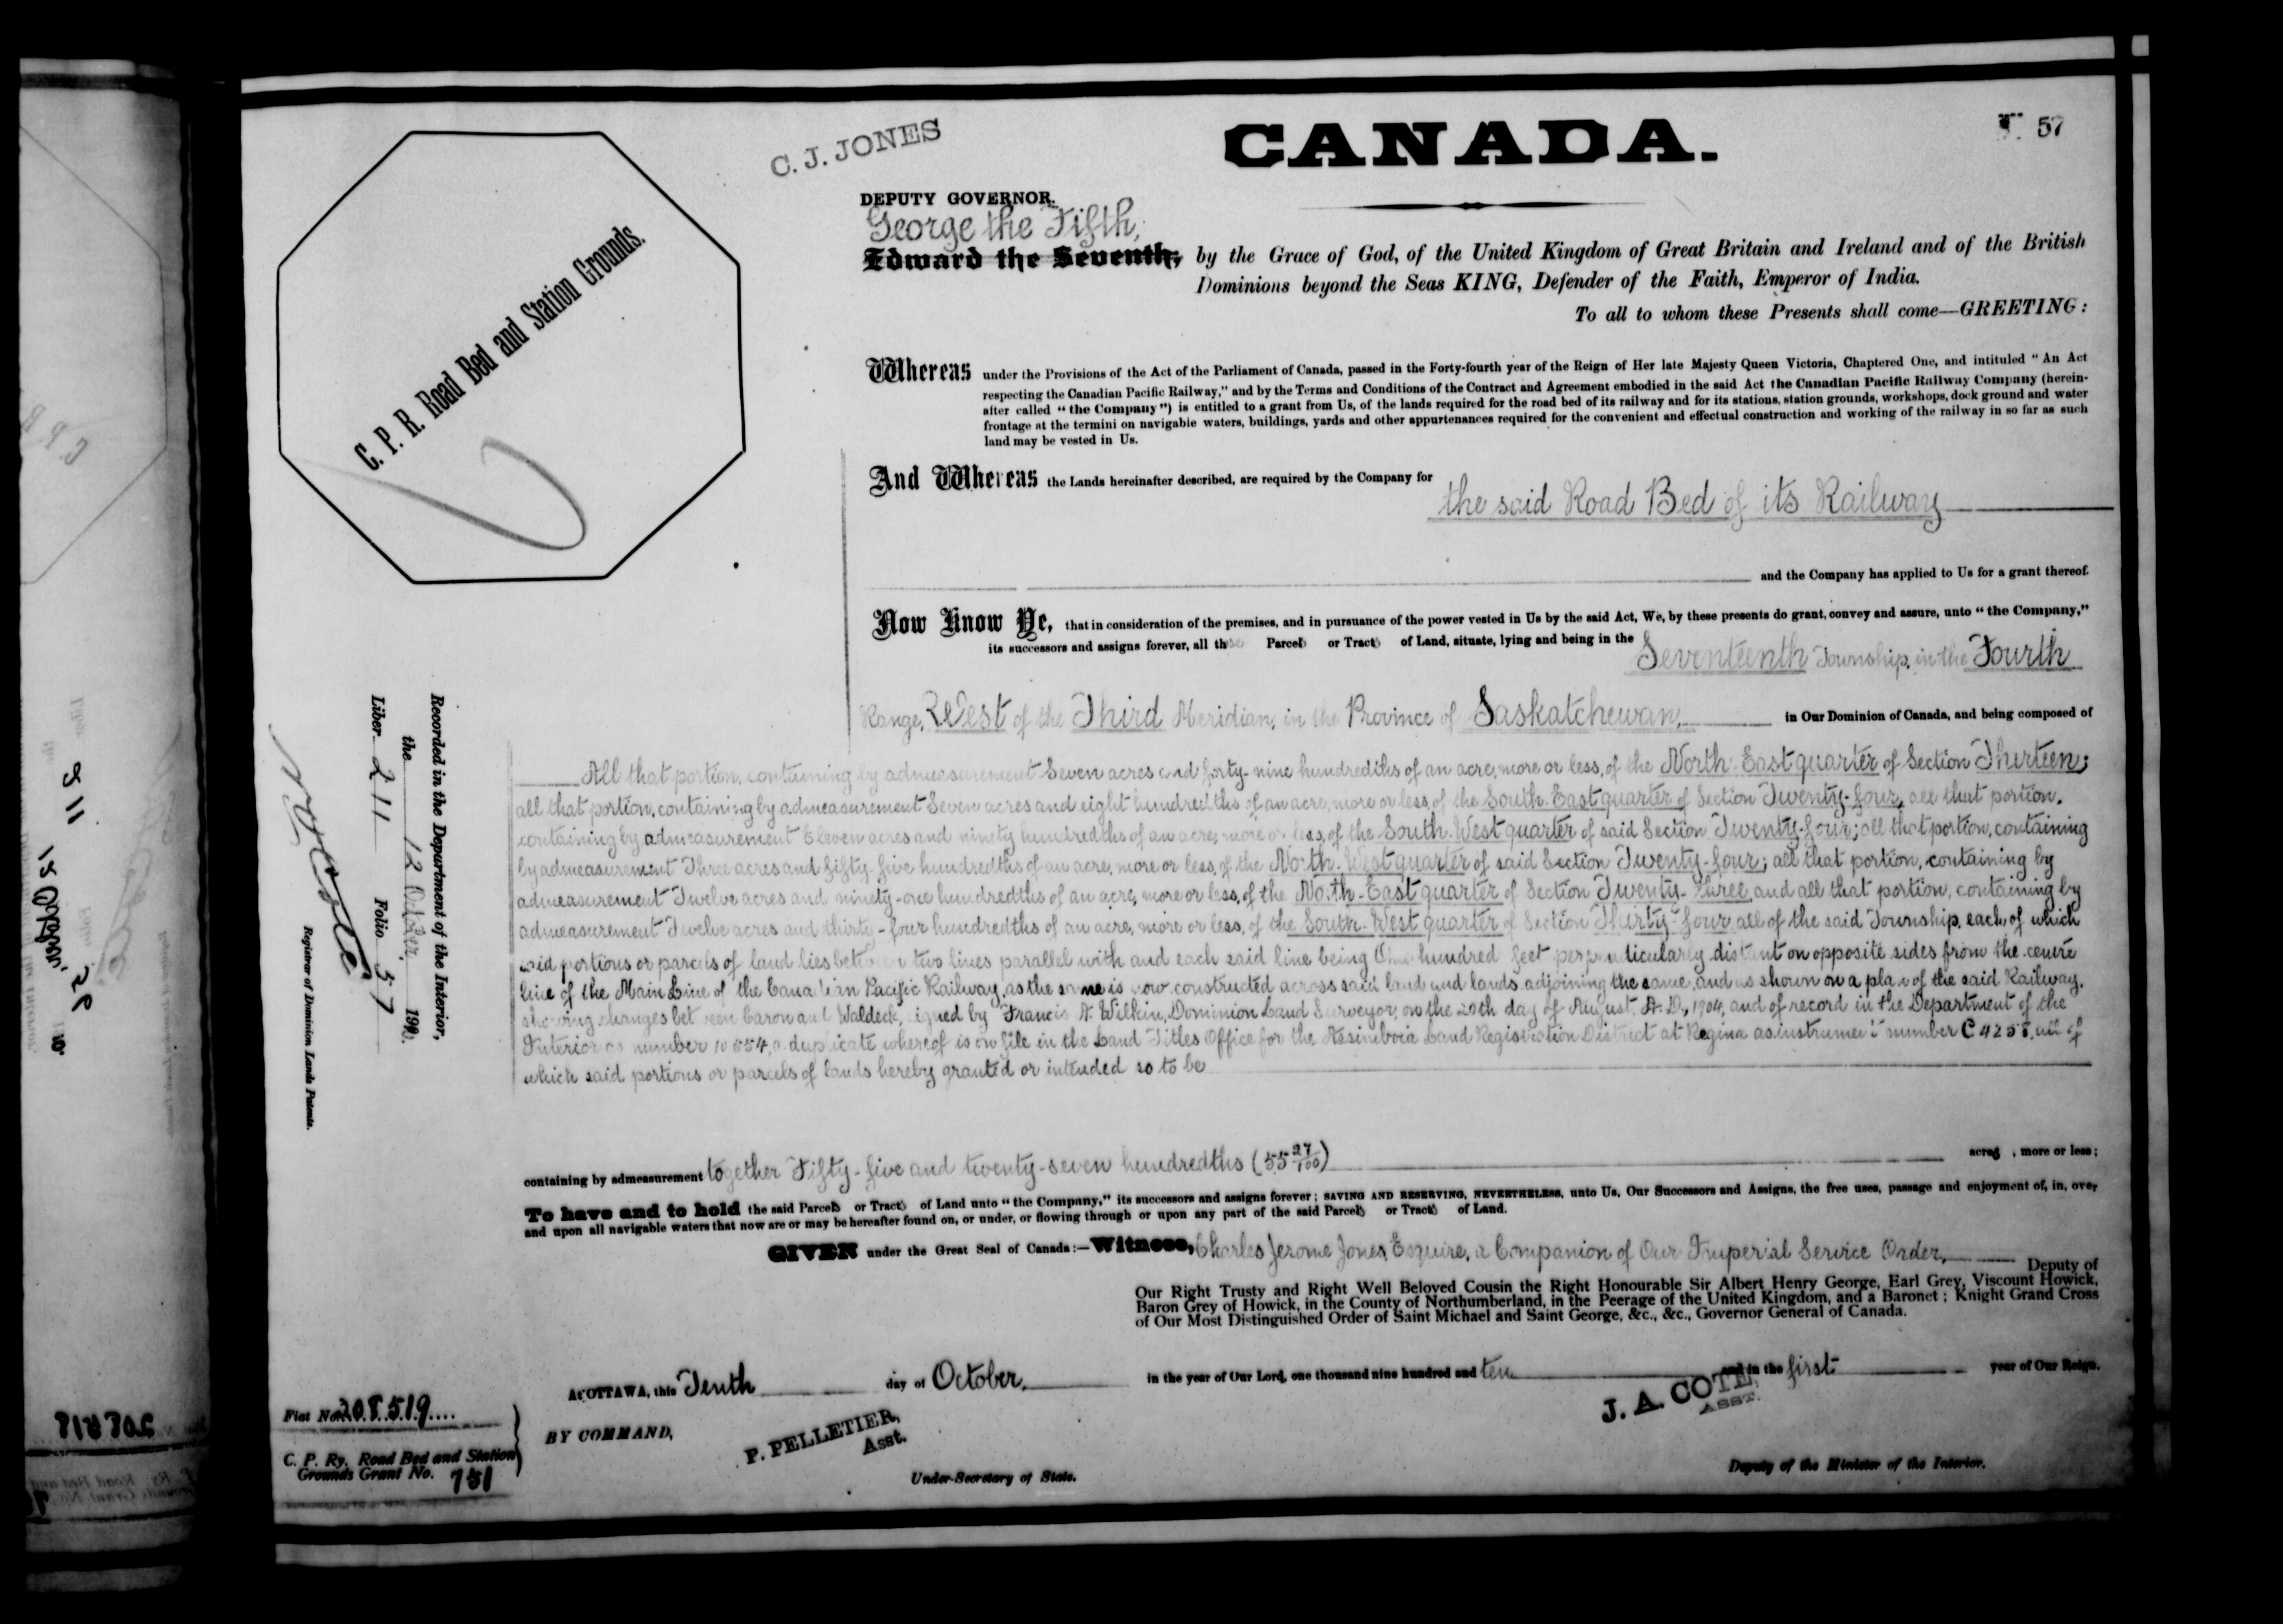 C. J. JONES
CANADA.
57
DEPUTY GOVERNOR.
George the Fifth,
Edward the Seventh, by the Grace of God, of the United Kingdom of Great Britain and Ireland and of the British
Dominions beyond the Seas KING, Defender of the Faith, Emperor of India.
To all to whom these Presents shall come—GREETING:
C. P. R. Road Bed and Station Grounds.
Whereas under the Provisions of the Act of the Parliament of Canada, passed in the Forty-fourth year of the Reign of Her late Majesty Queen Victoria, Chaptered One, and intituled "An Act
respecting the Canadian Pacific Railway," and by the Terms and Conditions of the Contract and Agreement embodied in the said Act the Canadian Pacific Railway Company (herein-
after called "the Company") is entitled to a grant from Us, of the lands required for the road bed of its railway and for its stations, station grounds, workshops, dock ground and water
frontage at the termini on navigable waters, buildings, yards and other appurtenances required for the convenient and effectual construction and working of the railway in so far as such
land may be vested in Us.
And Whereas the Lands hereinafter described, are required by the Company for
the said Road Bed of its Railway
and the Company has applied to Us for a grant thereof.
Now Know Ye, that in consideration of the premises, and in pursuance of the power vested in Us by the said Act, We, by these presents do grant, convey and assure, unto "the Company,"
its successors and assigns forever, all those Parcels or Tracts of Land, situate, lying and being in the Seventeenth Township, in the Fourth
Range, West of the Third Meridian, in the Province of Saskatchewan, in Our Dominion of Canada, and being composed of
All that portion, containing by admeasurement Seven acres and forty-nine hundredths of an acre, more or less, of the North East quarter of Section Thirteen;
all that portion, containing by admeasurement Seven acres and eight hundredths of an acre, more or less, of the South-East quarter of Section Twenty-four, all that portion,
containing by admeasurement Eleven acres and ninety hundredths of an acre, more or less, of the South-West quarter of said Section Twenty-four; all that portion, containing
by admeasurement Three acres and fifty-five hundredths of an acre, more or less, of the North-West quarter of said Section Twenty-four; all that portion, containing by
admeasurement Twelve acres and ninety-one hundredths of an acre, more or less, of the North-East quarter of Section Twenty-three, and all that portion, containing by
admeasurement Twelve acres and thirty-four hundredths of an acre, more or less, of the South-West quarter of Section Thirty-four, all of the said Township, each of which
said portions or parcels of land lies between two lines parallel with and each said line being One hundred feet perpendicularly distant on opposite sides from the centre
line of the Main Line of the Canadian Pacific Railway, as the same is now constructed across said land and lands adjoining the same, and as shown on a plan of the said Railway,
showing changes between Caron and Waldeck, signed by Francis A. Wilkin, Dominion Land Surveyor, on the 20th day of August, A.D., 1904, and of record in the Department of the
Interior as number 10554, a duplicate whereof is on file in the Land Titles Office for the Assiniboia Land Registration District at Regina as instrument number C 4258, all of
which said portions or parcels of lands hereby granted or intended so to be
containing by admeasurement together Fifty-five and twenty-seven hundredths (55 27/100) acres, more or less;
To have and to hold the said Parcels or Tracts of Land unto "the Company," its successors and assigns forever; SAVING AND RESERVING, NEVERTHELESS, unto Us, Our Successors and Assigns, the free uses, passage and enjoyment of, in, over
and upon all navigable waters that now are or may be hereafter found on, or under, or flowing through or upon any part of the said Parcels or Tracts of Land.
GIVEN under the Great Seal of Canada:—Witness, Charles Jerome Jones, Esquire, a Companion of Our Imperial Service Order, Deputy of
Our Right Trusty and Right Well Beloved Cousin the Right Honourable Sir Albert Henry George, Earl Grey, Viscount Howick,
Baron Grey of Howick, in the County of Northumberland, in the Peerage of the United Kingdom, and a Baronet; Knight Grand Cross
of Our Most Distinguished Order of Saint Michael and Saint George, &c., &c., Governor General of Canada.
At OTTAWA, this Tenth day of October, in the year of Our Lord, one thousand nine hundred and ten and in the first year of Our Reign.
BY COMMAND,
P. PELLETIER,
Asst.
Under-Secretary of State.
J. A. COTE,
ASST.
Deputy of the Minister of the Interior.
Recorded in the Department of the Interior,
the 12 October, 190
Liber 211 Folio 57
Registrar of Dominion Lands Patents.
Fiat No. 208519
C. P. Ry. Road Bed and Station
Grounds Grant No. 751